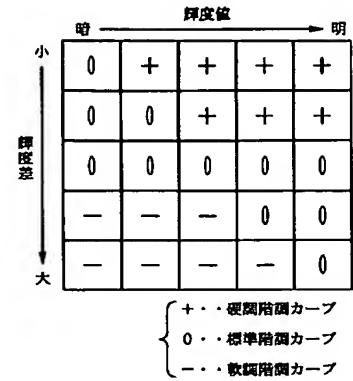 輝度値
暗 明
小
0 + + + +
0 0 + + +
輝度差
0 0 0 0 0
- - - 0 0
- - - - 0
大
+・・硬調階調カーブ
0・・標準階調カーブ
-・・軟調階調カーブ